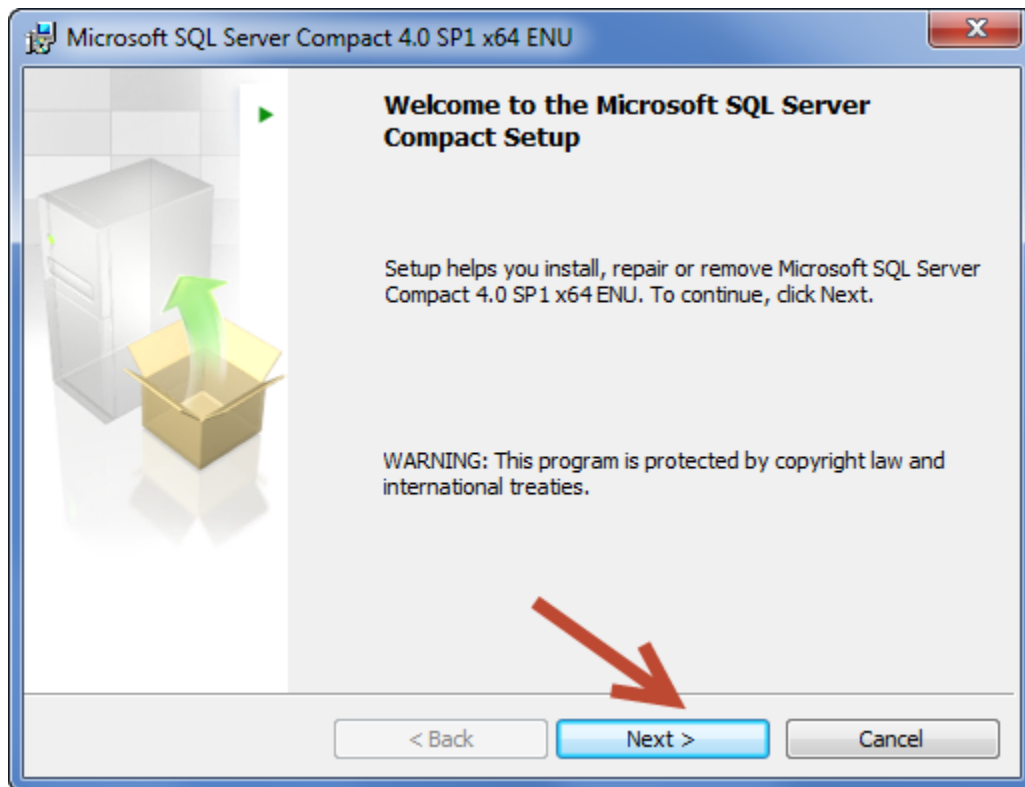 Microsoft SQL Server Compact 4.0 SP1 x64 ENU
Welcome to the Microsoft SQL Server
Compact Setup
Setup helps you install, repair or remove Microsoft SQL Server
Compact 4.0 SP1 x64 ENU. To continue, click Next.
WARNING: This program is protected by copyright law and
international treaties.
< Back
Next >
Cancel